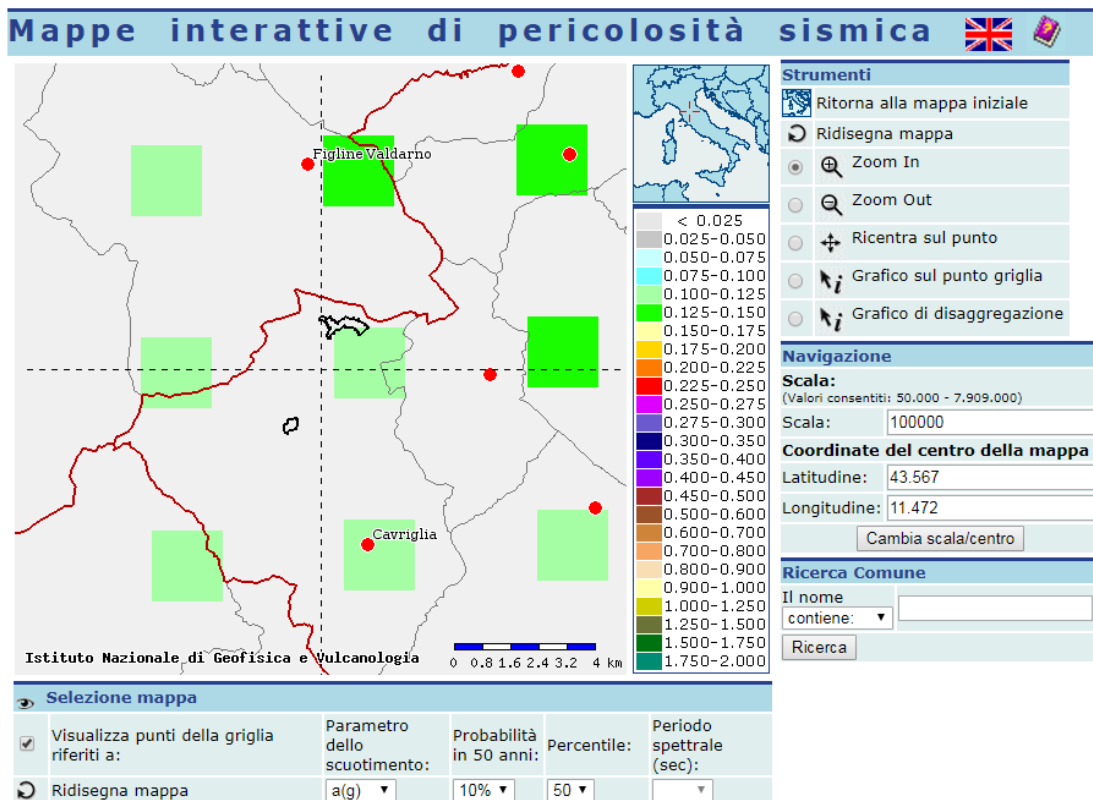 Mappe interattive di pericolosità sismica
Figline Valdarno
Cavriglia
Istituto Nazionale di Geofisica e Vulcanologia
0 0.8 1.6 2.4 3.2 4 km
< 0.025
0.025-0.050
0.050-0.075
0.075-0.100
0.100-0.125
0.125-0.150
0.150-0.175
0.175-0.200
0.200-0.225
0.225-0.250
0.250-0.275
0.275-0.300
0.300-0.350
0.350-0.400
0.400-0.450
0.450-0.500
0.500-0.600
0.600-0.700
0.700-0.800
0.800-0.900
0.900-1.000
1.000-1.250
1.250-1.500
1.500-1.750
1.750-2.000
Strumenti
Ritorna alla mappa iniziale
Ridisegna mappa
Zoom In
Zoom Out
Ricentra sul punto
i Grafico sul punto griglia
i Grafico di disaggregazione
Navigazione
Scala:
(Valori consentiti: 50.000 - 7.909.000)
Scala: 100000
Coordinate del centro della mappa
Latitudine: 43.567
Longitudine: 11.472
Cambia scala/centro
Ricerca Comune
Il nome
contiene:
Ricerca
Selezione mappa
Visualizza punti della griglia
riferiti a:
Parametro
dello
scuotimento:
Probabilità
in 50 anni:
Percentile:
Periodo
spettrale
(sec):
Ridisegna mappa
a(g) 10% 50